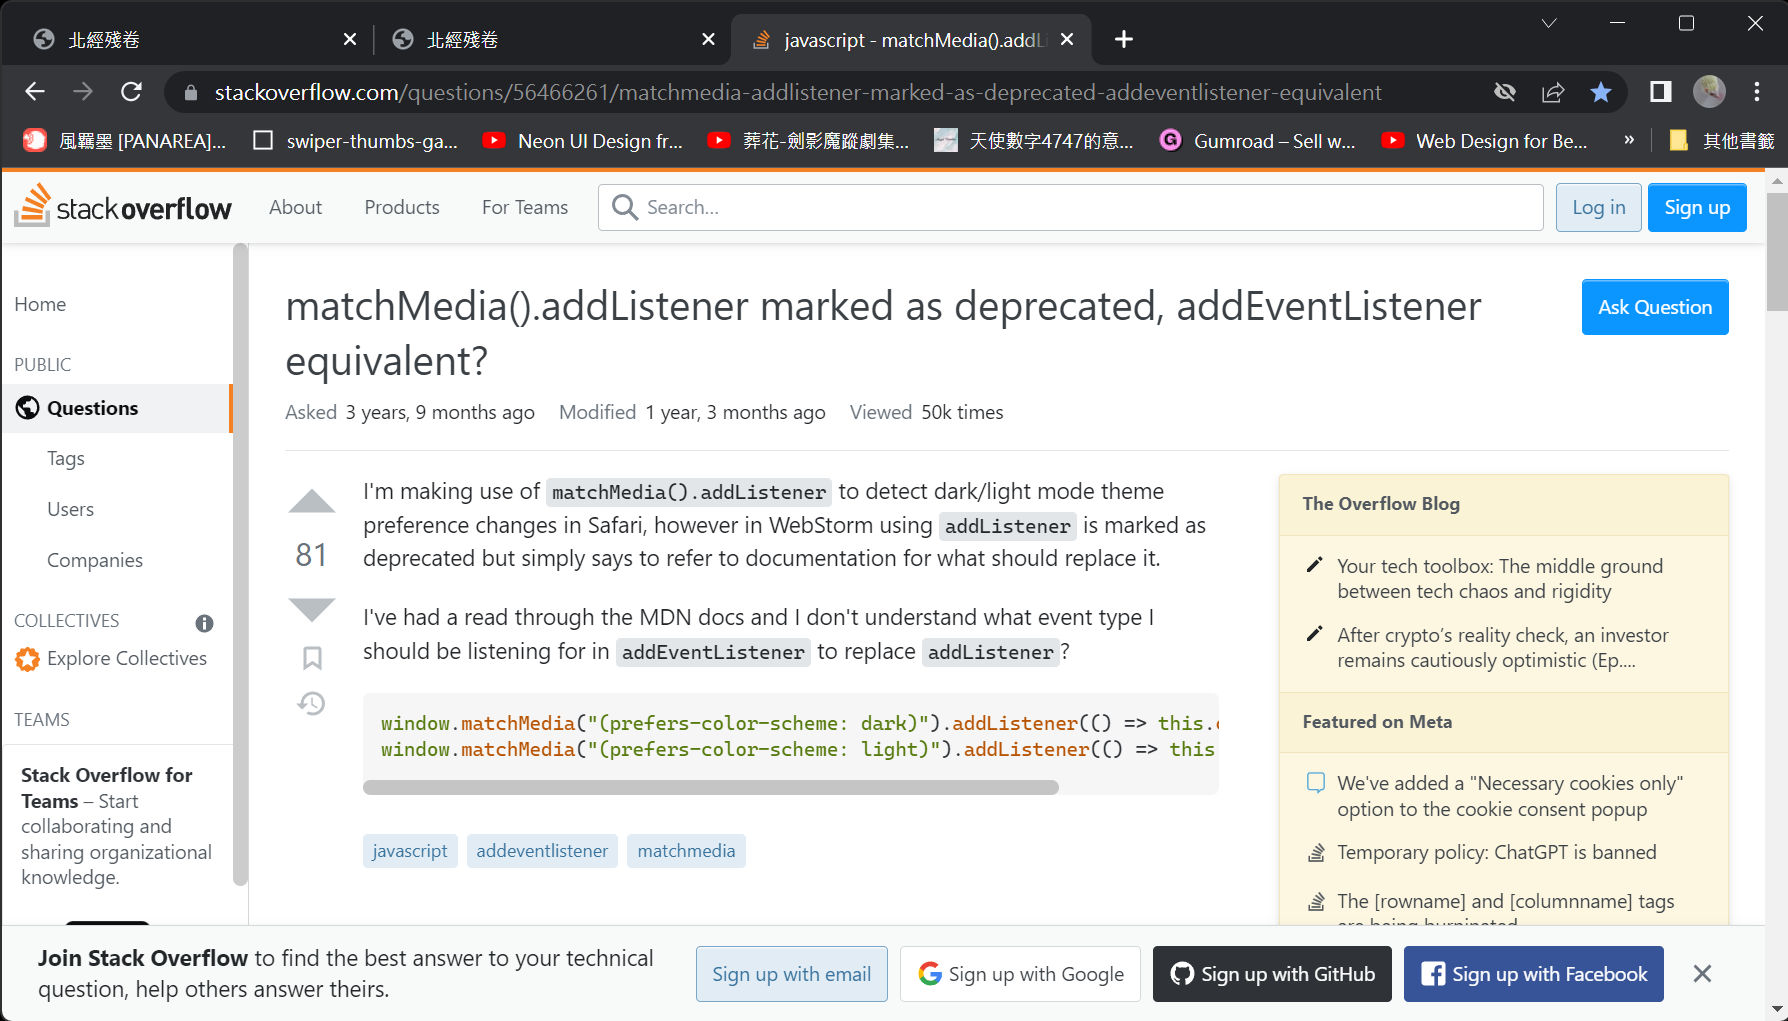 北經殘卷
北經殘卷
javascript - matchMedia().addL
stackoverflow.com/questions/56466261/matchmedia-addlistener-marked-as-deprecated-addeventlistener-equivalent
風羈墨 [PANAREA]...
swiper-thumbs-ga...
Neon UI Design fr...
葬花-劍影魔蹤劇集...
天使數字4747的意...
Gumroad – Sell w...
Web Design for Be...
»
其他書籤
stackoverflow
About
Products
For Teams
Search...
Log in
Sign up
Home
PUBLIC
Questions
Tags
Users
Companies
COLLECTIVES
Explore Collectives
TEAMS
Stack Overflow for
Teams – Start
collaborating and
sharing organizational
knowledge.
matchMedia().addListener marked as deprecated, addEventListener
equivalent?
Ask Question
Asked 3 years, 9 months ago Modified 1 year, 3 months ago Viewed 50k times
81
I'm making use of matchMedia().addListener to detect dark/light mode theme
preference changes in Safari, however in WebStorm using addListener is marked as
deprecated but simply says to refer to documentation for what should replace it.
I've had a read through the MDN docs and I don't understand what event type I
should be listening for in addEventListener to replace addListener?
window.matchMedia("(prefers-color-scheme: dark)").addListener(() => this.
window.matchMedia("(prefers-color-scheme: light)").addListener(() => this
javascript
addeventlistener
matchmedia
The Overflow Blog
Your tech toolbox: The middle ground
between tech chaos and rigidity
After crypto’s reality check, an investor
remains cautiously optimistic (Ep....
Featured on Meta
We've added a "Necessary cookies only"
option to the cookie consent popup
Temporary policy: ChatGPT is banned
The [rowname] and [columnname] tags
are being burninated
Join Stack Overflow to find the best answer to your technical
question, help others answer theirs.
Sign up with email
Sign up with Google
Sign up with GitHub
Sign up with Facebook